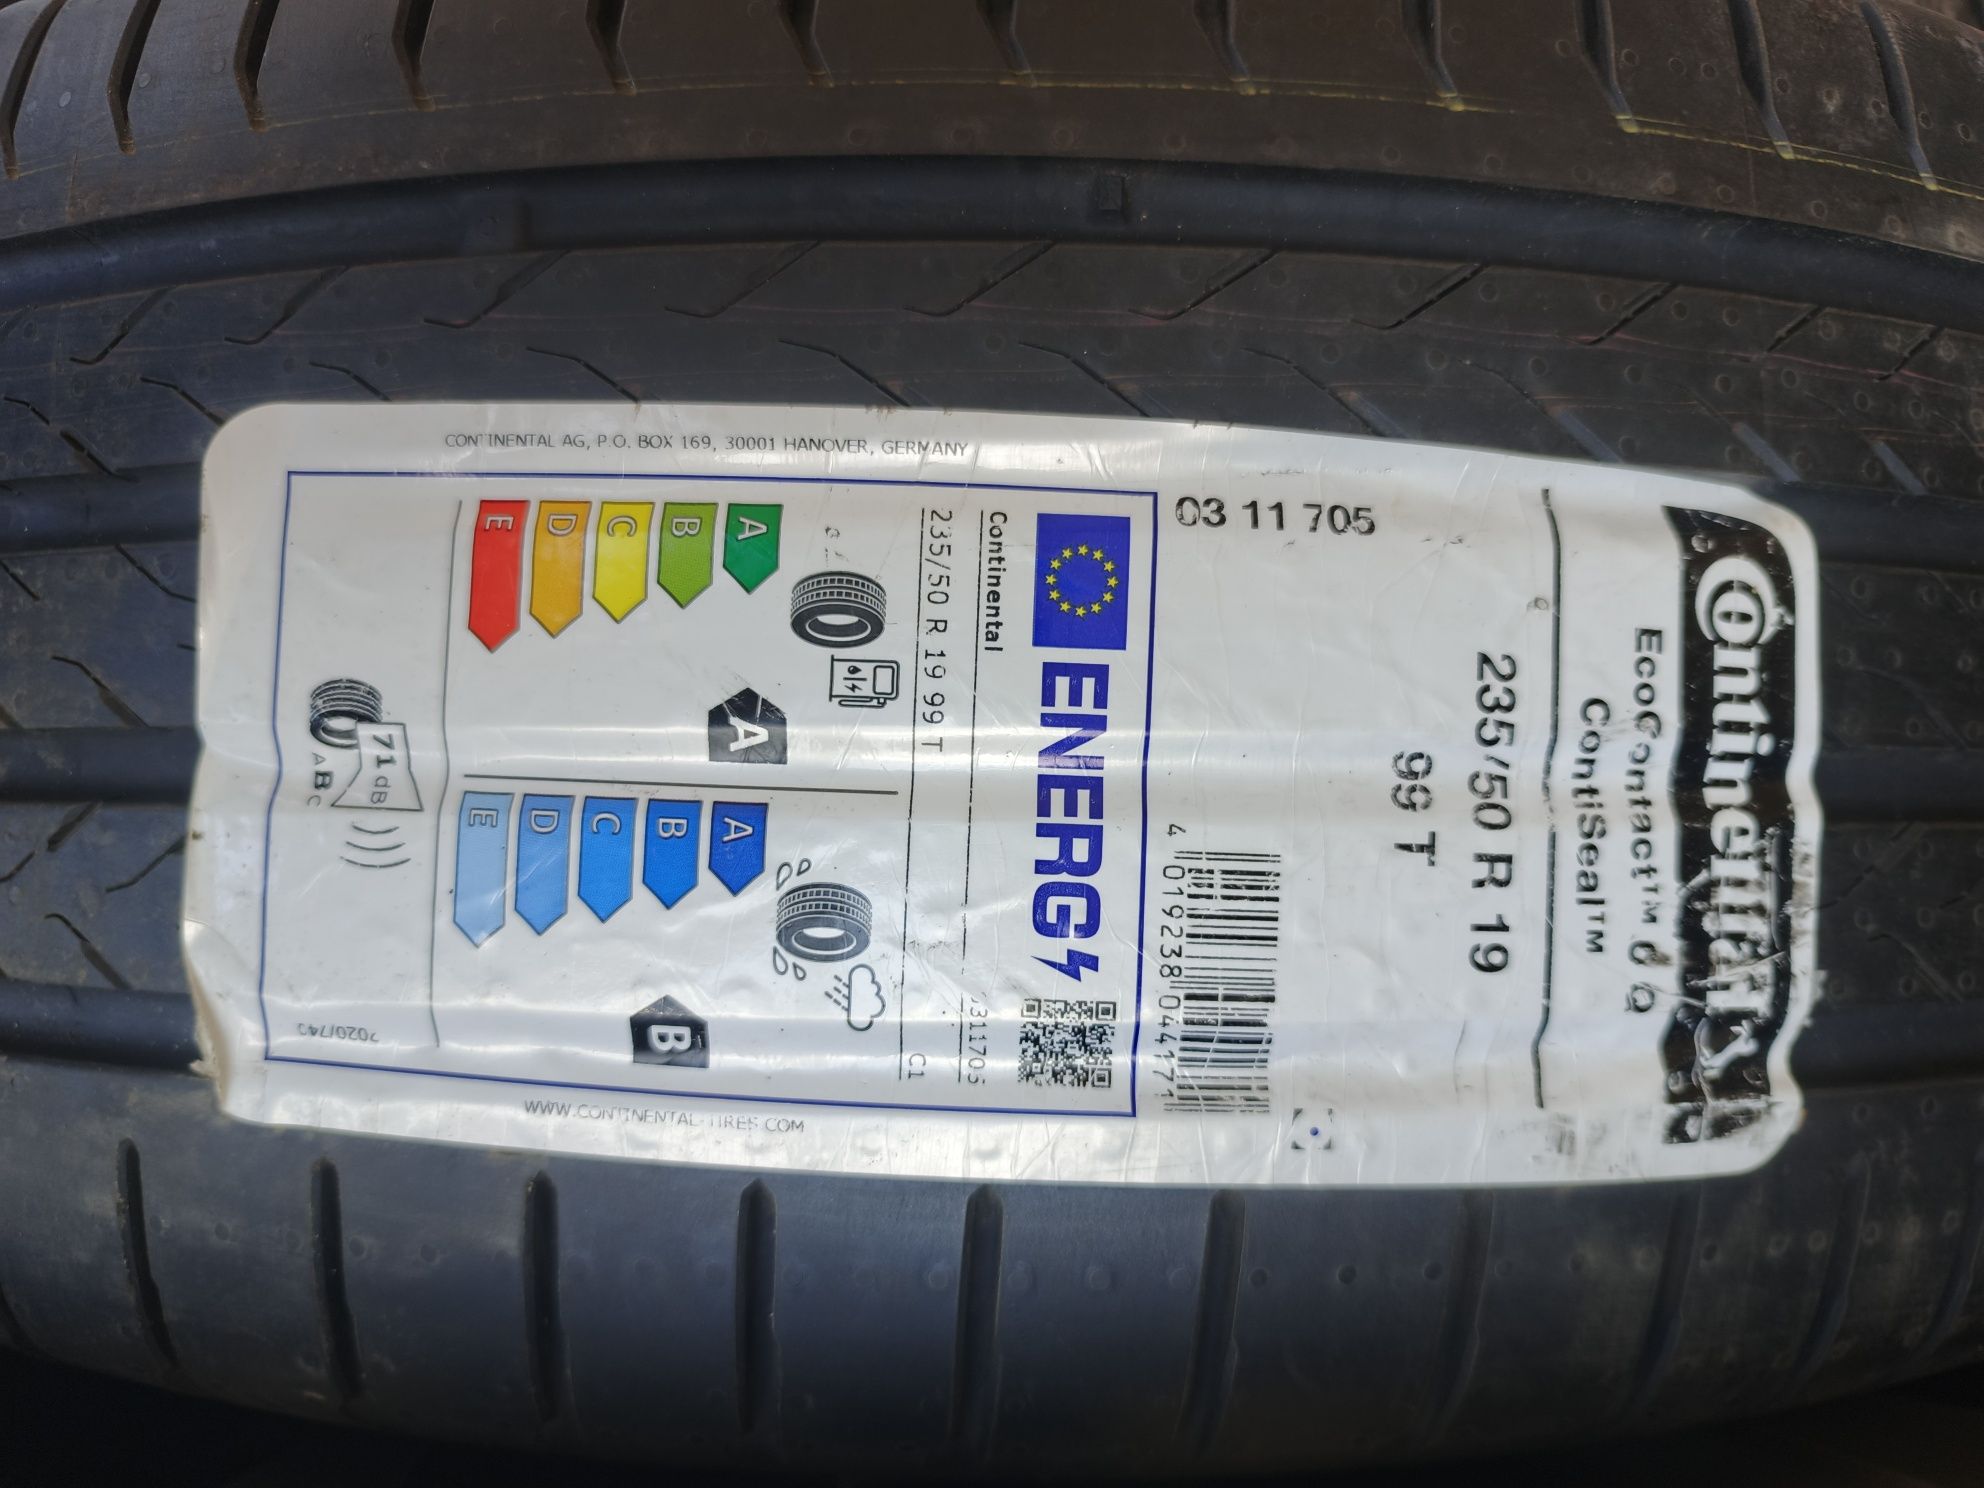 Continental
EcoContact™ 6 Q
ContiSeal™
235/50 R 19
99 T
03 11 705
4 019238 044171
ENERG
Continental
0311705
235/50 R 19 99 T
C1
A
B
C
D
E
A
A
B
C
D
E
B
71 dB
ABC
2020/740
CONTINENTAL AG, P.O. BOX 169, 30001 HANOVER, GERMANY
WWW.CONTINENTAL-TIRES.COM